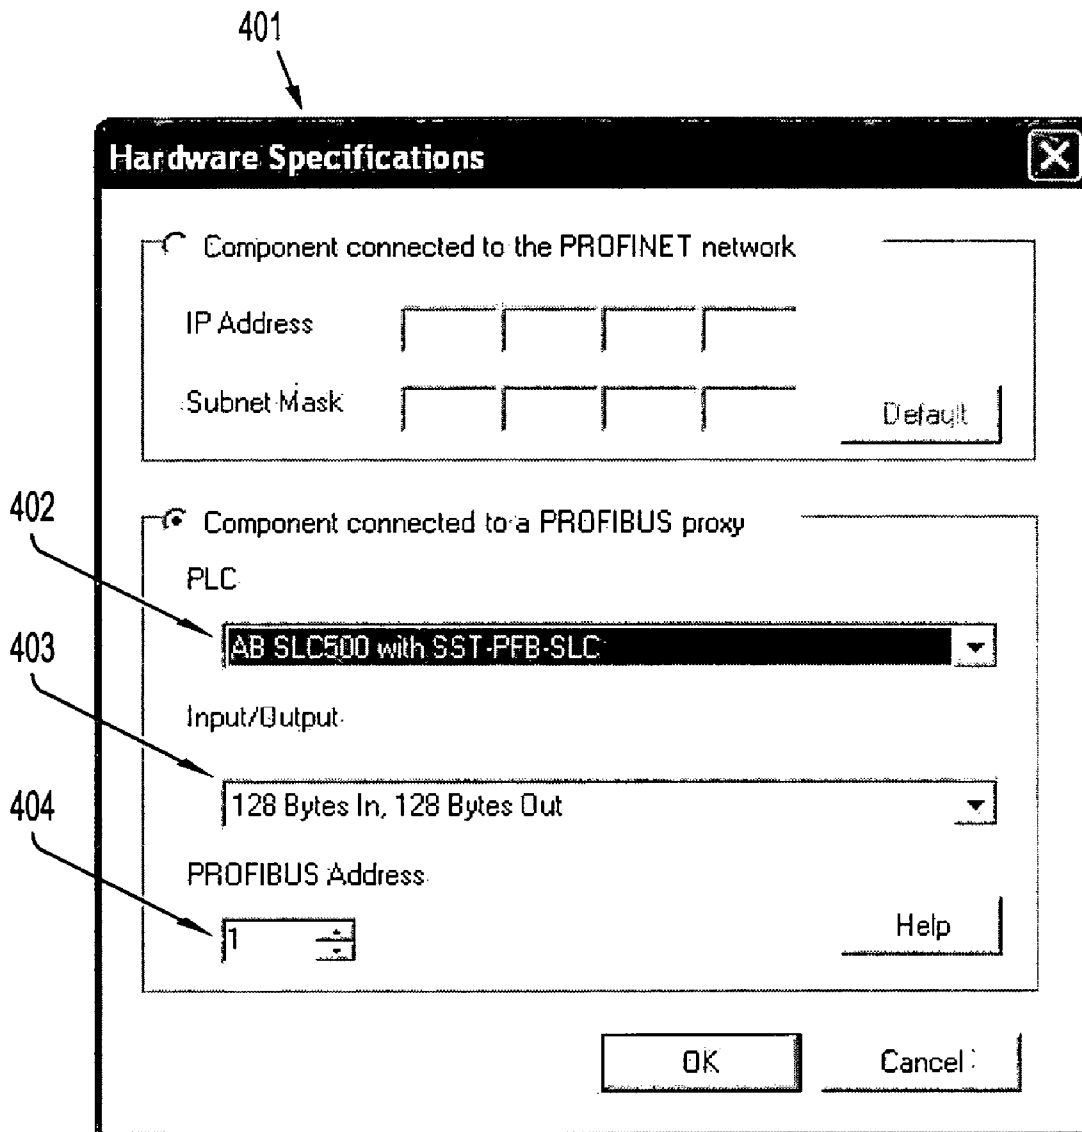 401
Hardware Specifications
Component connected to the PROFINET network
IP Address
Subnet Mask
Default
402
Component connected to a PROFIBUS proxy
PLC
AB SLC500 with SST-PFB-SLC
403
Input/Output
128 Bytes In, 128 Bytes Out
404
PROFIBUS Address
1
Help
OK
Cancel